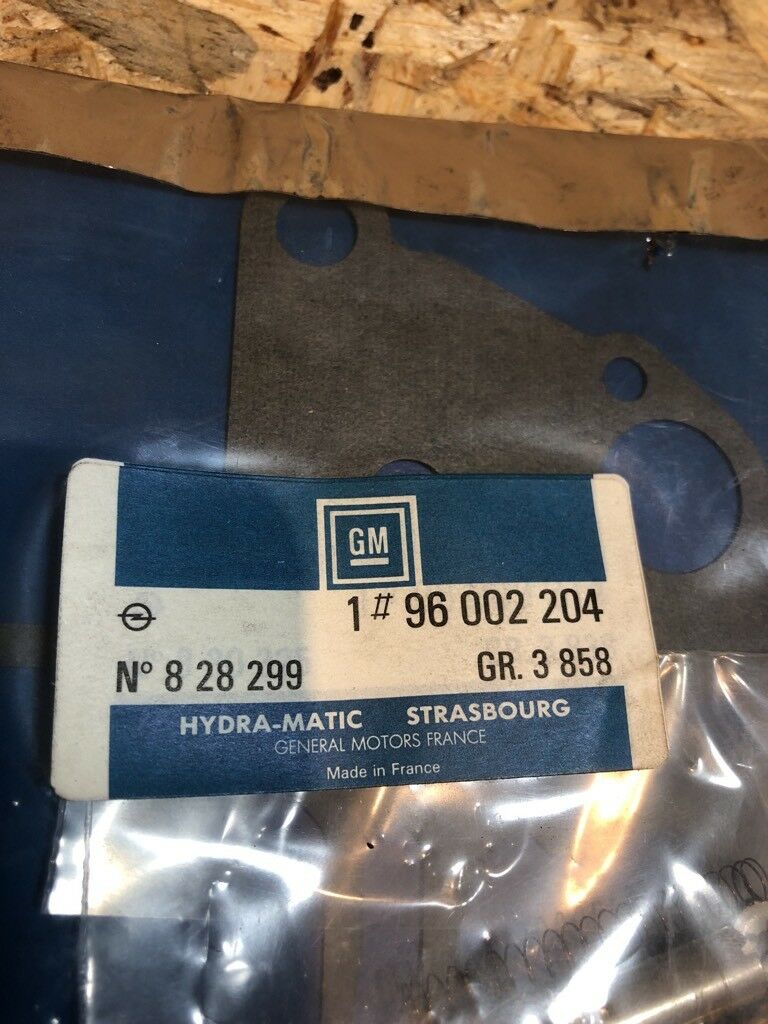 GM
1 # 96 002 204
N° 8 28 299 GR. 3 858
HYDRA-MATIC STRASBOURG
GENERAL MOTORS FRANCE
Made in France